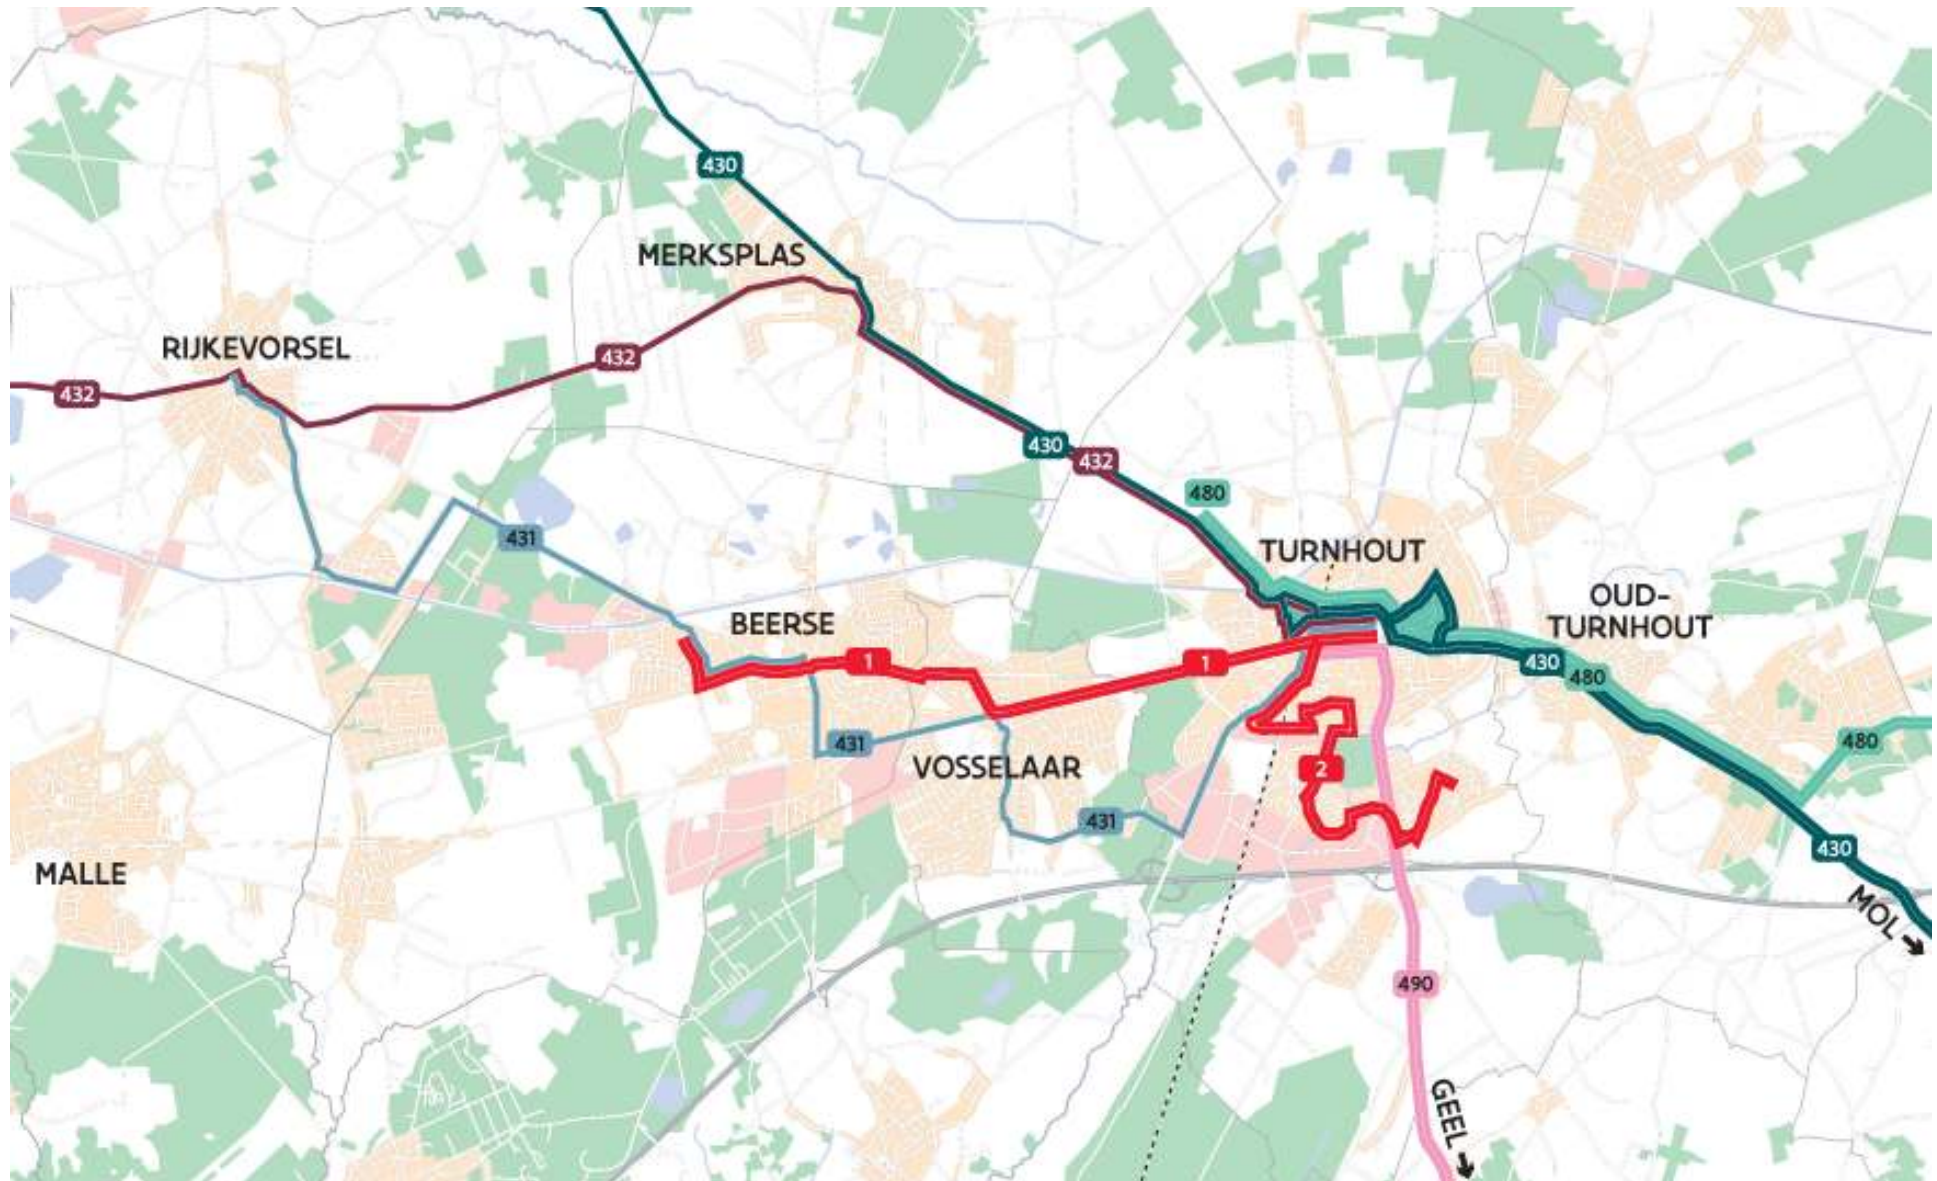 430
MERKSPLAS
RIJKEVORSEL
432
432
430
432
480
TURNHOUT
431
OUD-
TURNHOUT
BEERSE
1
1
430
480
431
480
VOSSELAAR
2
431
430
MALLE
MOL
490
GEEL